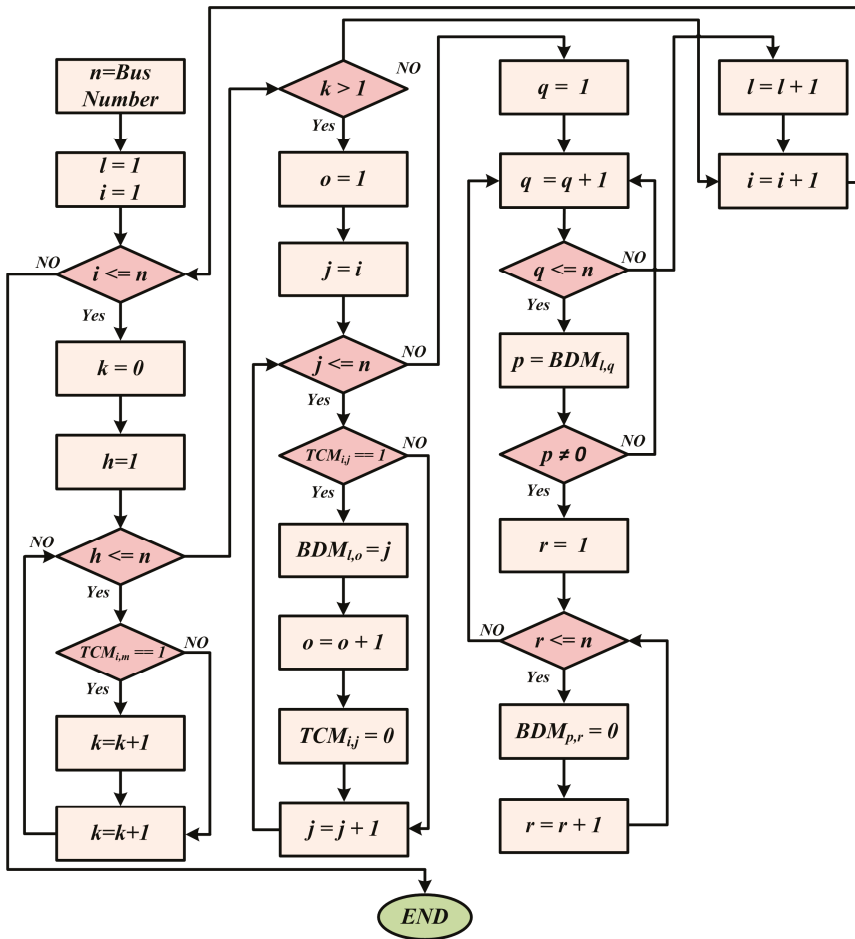 n=Bus
Number
l = 1
i = 1
NO
i <= n
Yes
k = 0
h=1
NO
h <= n
Yes
TCMi,m == 1
NO
Yes
k=k+1
k=k+1
k > 1
NO
Yes
o = 1
j = i
j <= n
NO
Yes
TCMi,j == 1
NO
Yes
BDMl,o = j
o = o + 1
TCMi,j = 0
j = j + 1
q = 1
q = q + 1
q <= n
NO
Yes
p = BDMl,q
p ≠ 0
NO
Yes
r = 1
NO
r <= n
Yes
BDMp,r = 0
r = r + 1
l = l + 1
i = i + 1
END